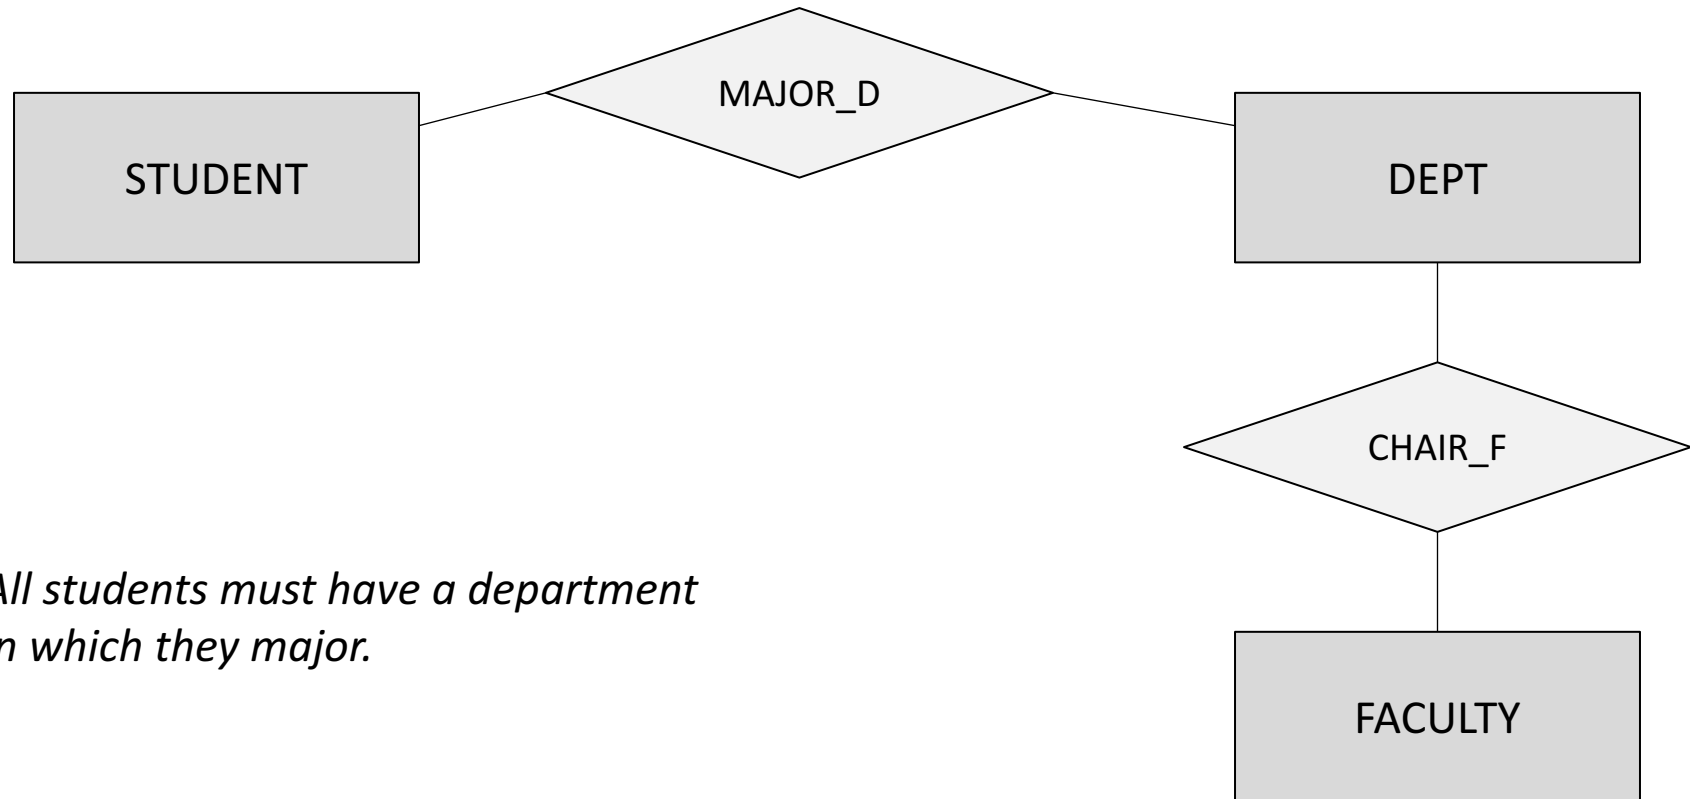 MAJOR_D
STUDENT
DEPT
CHAIR_F
All students must have a department
n which they major.
FACULTY